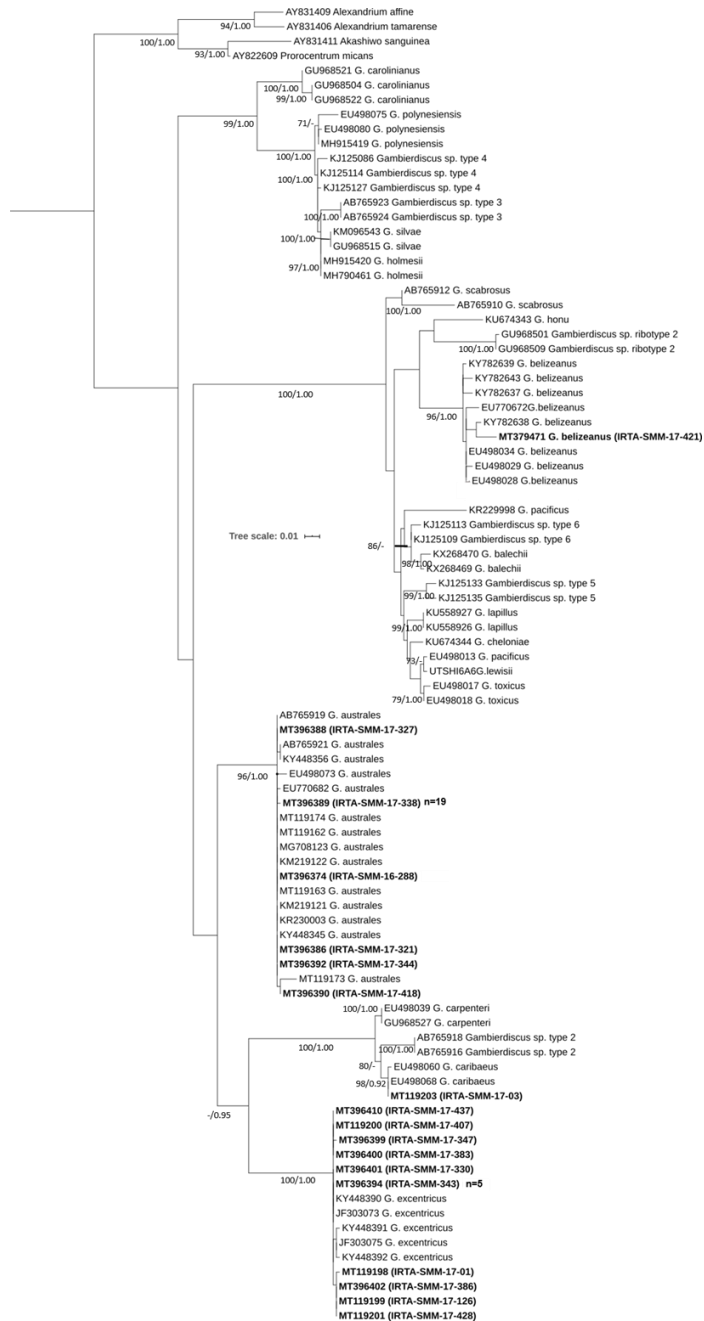 AY831409 Alexandrium affine
94/1.00
AY831406 Alexandrium tamarense
100/1.00
AY831411 Akashiwo sanguinea
93/1.00
AY822609 Prorocentrum micans
GU968521 G. carolinianus
100/1.00
GU968504 G. carolinianus
99/1.00
GU968522 G. carolinianus
EU498075 G. polynesiensis
99/1.00
71/-
EU498080 G. polynesiensis
MH915419 G. polynesiensis
100/1.00
KJ125086 Gambierdiscus sp. type 4
KJ125114 Gambierdiscus sp. type 4
100/1.00
KJ125127 Gambierdiscus sp. type 4
AB765923 Gambierdiscus sp. type 3
100/1.00
AB765924 Gambierdiscus sp. type 3
KM096543 G. silvae
100/1.00
GU968515 G. silvae
MH915420 G. holmesii
97/1.00
MH790461 G. holmesii
AB765912 G. scabrosus
AB765910 G. scabrosus
100/1.00
KU674343 G. honu
GU968501 Gambierdiscus sp. ribotype 2
100/1.00
GU968509 Gambierdiscus sp. ribotype 2
KY782639 G. belizeanus
KY782643 G. belizeanus
100/1.00
KY782637 G. belizeanus
EU770672G.belizeanus
96/1.00
KY782638 G. belizeanus
MT379471 G. belizeanus (IRTA-SMM-17-421)
EU498034 G. belizeanus
EU498029 G. belizeanus
EU498028 G.belizeanus
KR229998 G. pacificus
KJ125113 Gambierdiscus sp. type 6
Tree scale: 0.01
KJ125109 Gambierdiscus sp. type 6
86/-
KX268470 G. balechii
98/1.00
KX268469 G. balechii
KJ125133 Gambierdiscus sp. type 5
99/1.00
KJ125135 Gambierdiscus sp. type 5
KU558927 G. lapillus
99/1.00
KU558926 G. lapillus
KU674344 G. cheloniae
EU498013 G. pacificus
73/-
UTSHI6A6G.lewisii
EU498017 G. toxicus
79/1.00
EU498018 G. toxicus
AB765919 G. australes
MT396388 (IRTA-SMM-17-327)
AB765921 G. australes
KY448356 G. australes
96/1.00
EU498073 G. australes
EU770682 G. australes
MT396389 (IRTA-SMM-17-338) n=19
MT119174 G. australes
MT119162 G. australes
MG708123 G. australes
KM219122 G. australes
MT396374 (IRTA-SMM-16-288)
MT119163 G. australes
KM219121 G. australes
KR230003 G. australes
KY448345 G. australes
MT396386 (IRTA-SMM-17-321)
MT396392 (IRTA-SMM-17-344)
MT119173 G. australes
MT396390 (IRTA-SMM-17-418)
100/1.00
EU498039 G. carpenteri
GU968527 G. carpenteri
AB765918 Gambierdiscus sp. type 2
100/1.00
100/1.00
AB765916 Gambierdiscus sp. type 2
80/-
EU498060 G. caribaeus
98/0.92
EU498068 G. caribaeus
MT119203 (IRTA-SMM-17-03)
-/0.95
MT396410 (IRTA-SMM-17-437)
MT119200 (IRTA-SMM-17-407)
MT396399 (IRTA-SMM-17-347)
MT396400 (IRTA-SMM-17-383)
MT396401 (IRTA-SMM-17-330)
100/1.00
MT396394 (IRTA-SMM-343) n=5
KY448390 G. excentricus
JF303073 G. excentricus
KY448391 G. excentricus
JF303075 G. excentricus
KY448392 G. excentricus
MT119198 (IRTA-SMM-17-01)
MT396402 (IRTA-SMM-17-386)
MT119199 (IRTA-SMM-17-126)
MT119201 (IRTA-SMM-17-428)